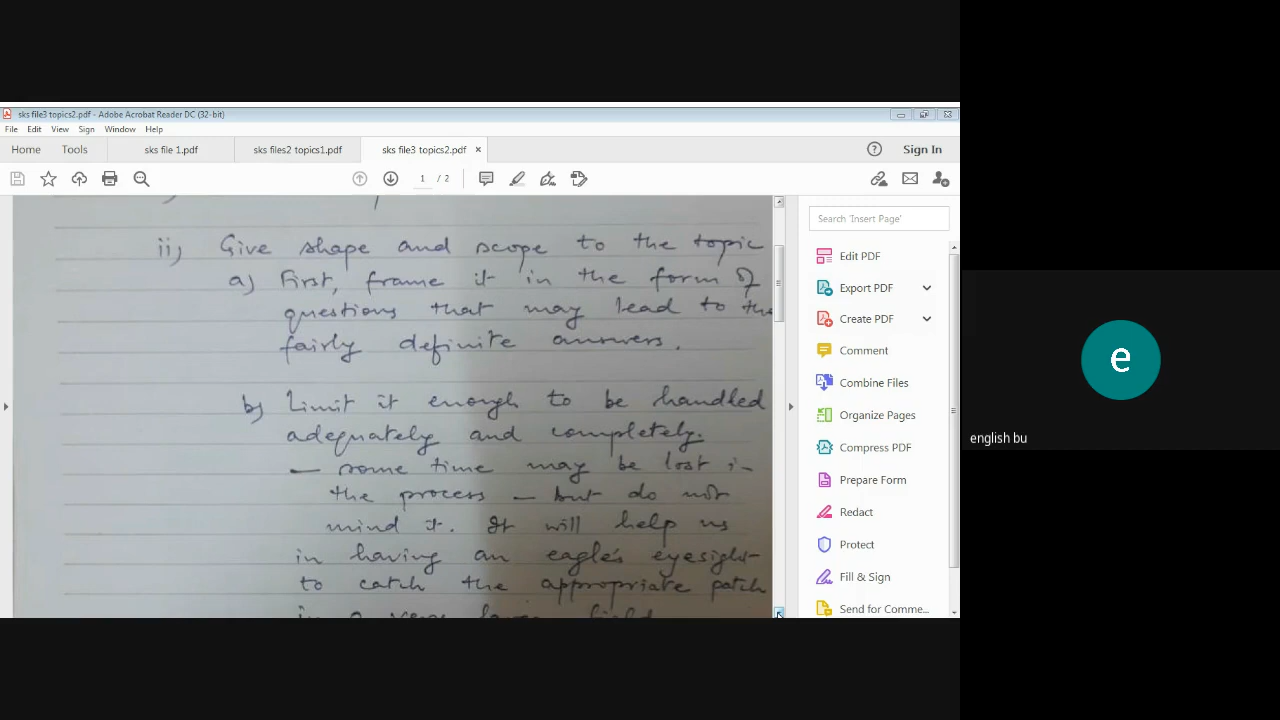 sks file3 topics2.pdf - Adobe Acrobat Reader DC (32-bit)
File Edit View Sign Window Help
Home Tools sks file 1.pdf sks files2 topics1.pdf sks file3 topics2.pdf × ? Sign In
1 / 2
ii) Give shape and scope to the topic
a) First, frame it in the form of
questions that may lead to the
fairly definite answers.
b) Limit it enough to be handled
adequately and completely.
— some time may be lost in
the process — but do not
mind it. It will help us
in having an eagle's eyesight
to catch the appropriate patch
in a very
Search 'Insert Page'
Edit PDF
Export PDF
Create PDF
Comment
Combine Files
Organize Pages
Compress PDF
Prepare Form
Redact
Protect
Fill & Sign
Send for Comme...
e
english bu